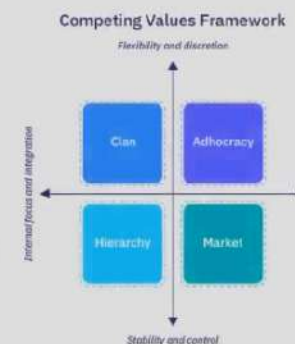 Competing Values Framework
Flexibility and discretion
Internal focus and integration
Clan
Adhocracy
Hierarchy
Market
Stability and control